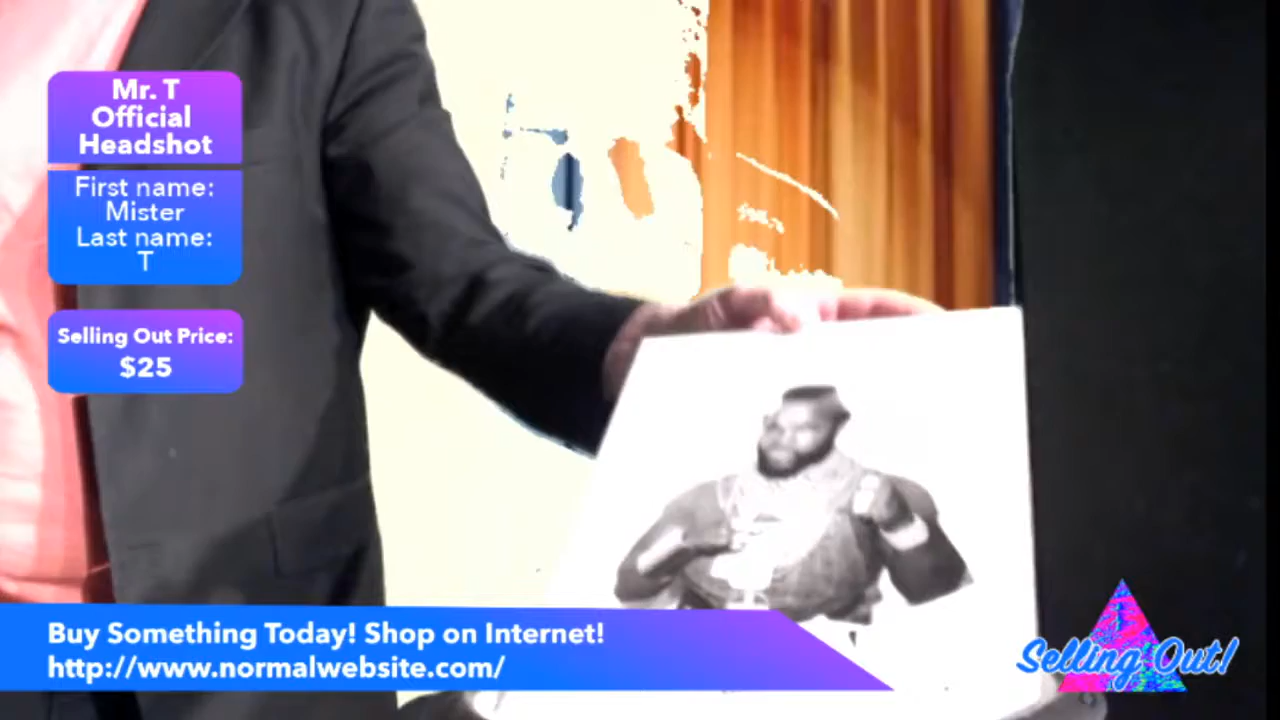 Mr. T
Official
Headshot
First name:
Mister
Last name:
T
Selling Out Price:
$25
Buy Something Today! Shop on Internet!
http://www.normalwebsite.com/
Selling Out!